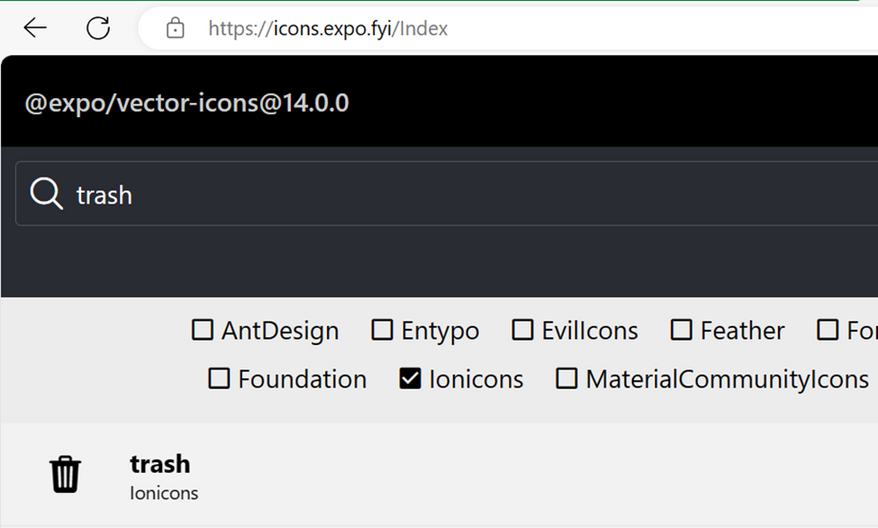 https://icons.expo.fyi/Index
@expo/vector-icons@14.0.0
trash
AntDesign Entypo EvilIcons Feather
Foundation Ionicons MaterialCommunityIcons
trash
Ionicons